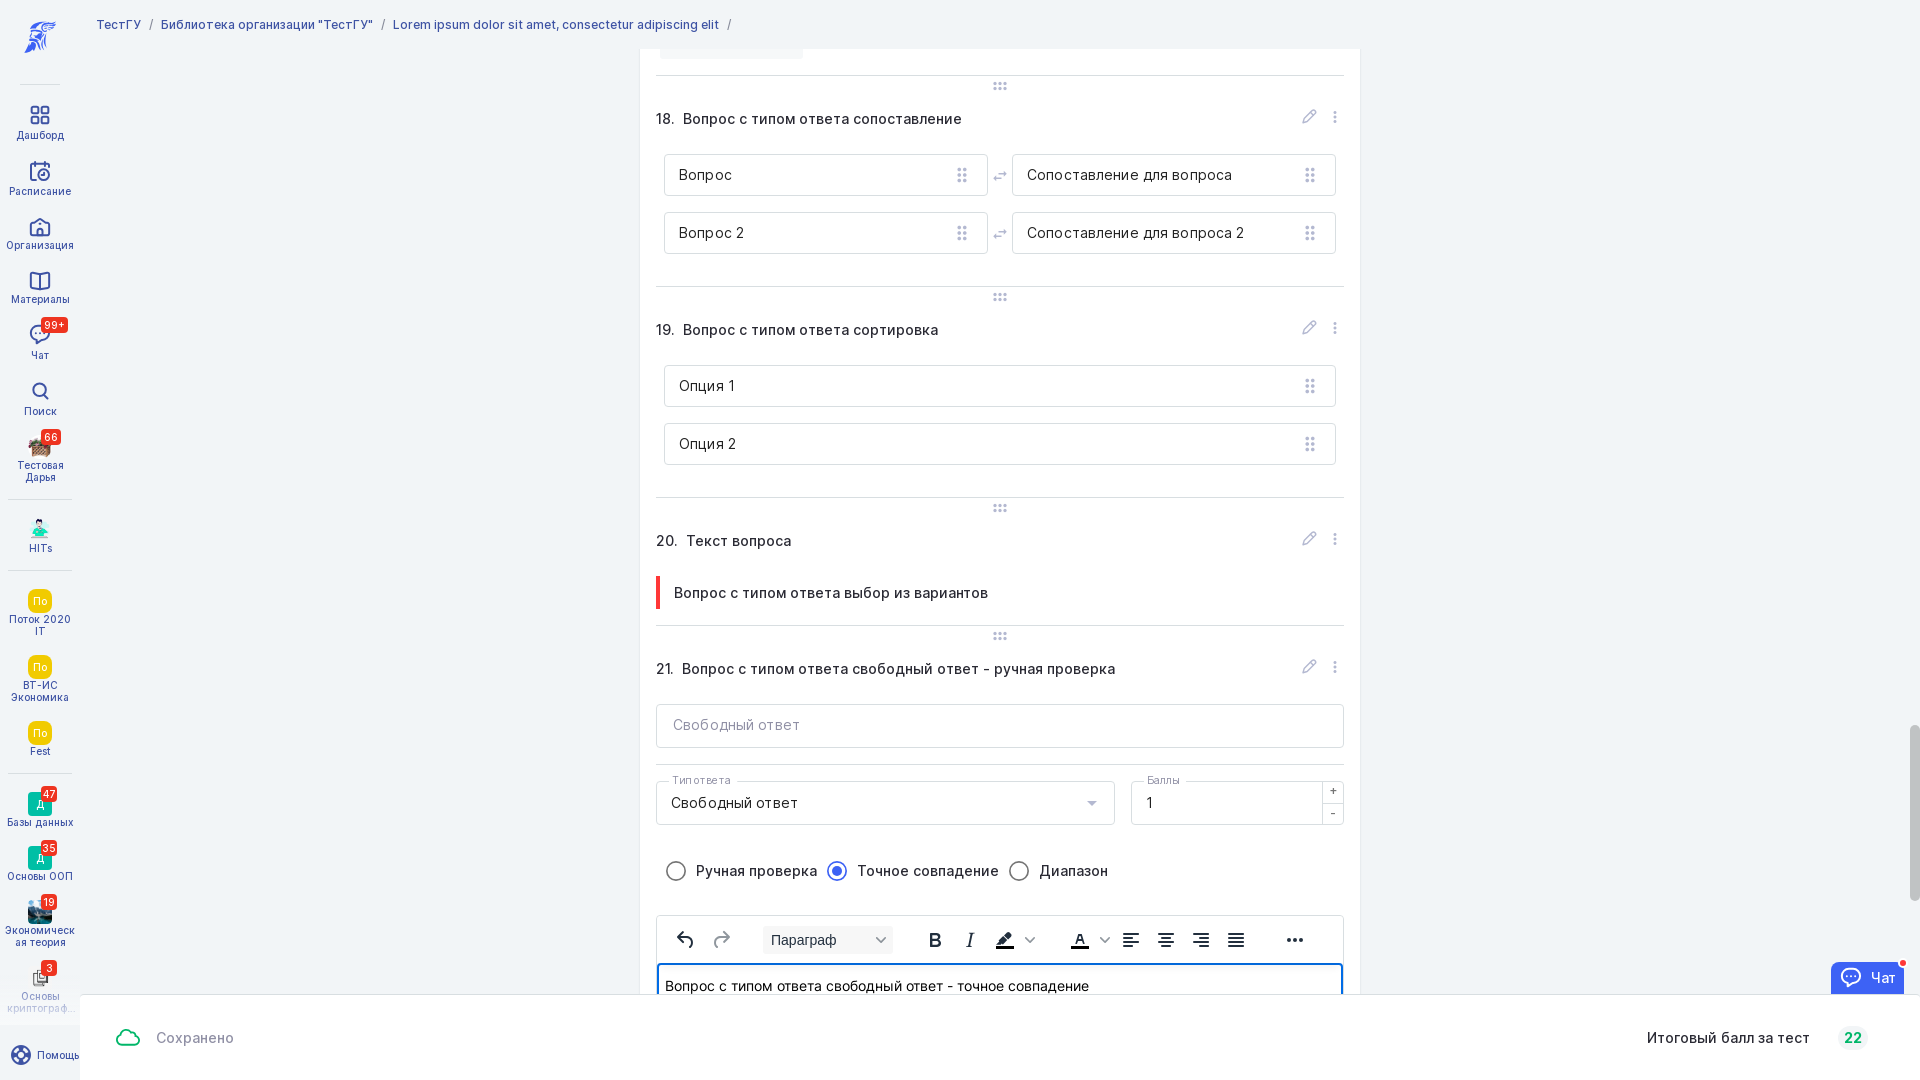 ТестГУ / Библиотека организации "ТестГУ" / Lorem ipsum dolor sit amet, consectetur adipiscing elit /
Дашборд
Расписание
Организация
Материалы
99+
Чат
Поиск
66
Тестовая
Дарья
HITs
По
Поток 2020
IT
По
ВТ-ИС
Экономика
По
Fest
47
Д
Базы данных
35
Д
Основы ООП
19
Экономическ
ая теория
3
Основы
криптограф...
Помощь
18. Вопрос с типом ответа сопоставление
Вопрос
Сопоставление для вопроса
Вопрос 2
Сопоставление для вопроса 2
19. Вопрос с типом ответа сортировка
Опция 1
Опция 2
20. Текст вопроса
Вопрос с типом ответа выбор из вариантов
21. Вопрос с типом ответа свободный ответ - ручная проверка
Свободный ответ
Тип ответа
Свободный ответ
Баллы
1
+
-
Ручная проверка
Точное совпадение
Диапазон
Параграф
Вопрос с типом ответа свободный ответ - точное совпадение
Чат
Сохранено
Итоговый балл за тест 22